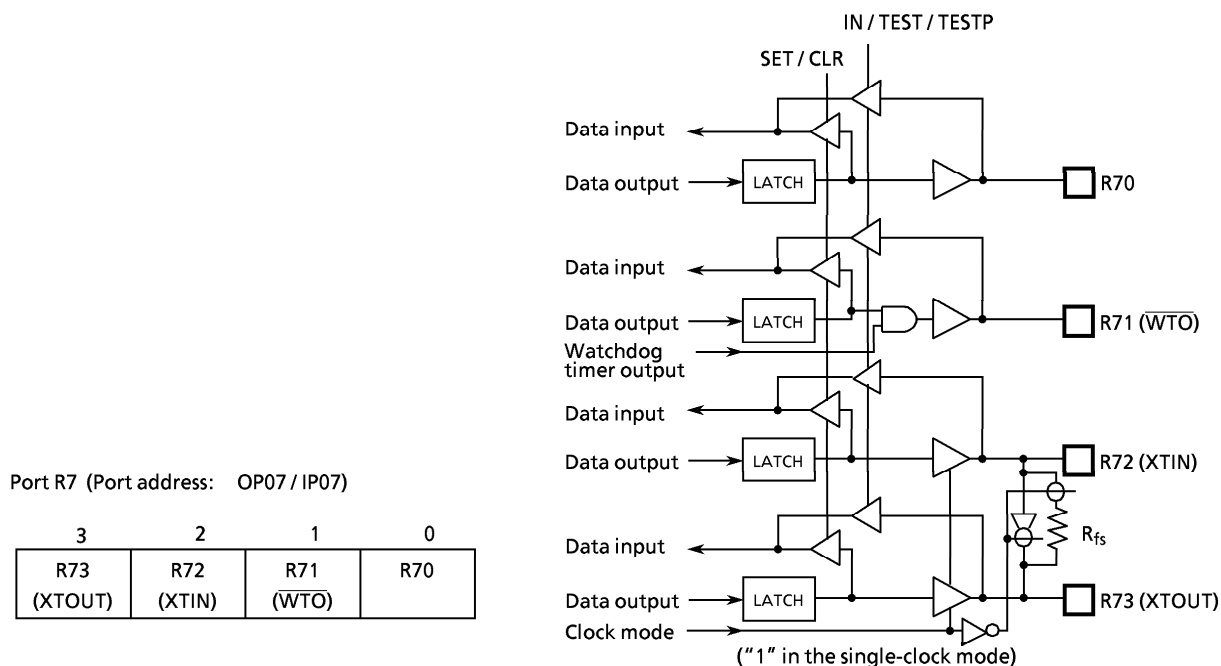 IN / TEST / TESTP
SET / CLR
Data input
Data output
LATCH
R70
Data input
Data output
LATCH
R71 (W̅T̅O̅)
Watchdog
timer output
Data input
Data output
LATCH
R72 (XTIN)
Rfs
Data input
Data output
LATCH
R73 (XTOUT)
Clock mode
("1" in the single-clock mode)
Port R7 (Port address: OP07 / IP07)
3 2 1 0
R73 R72 R71 R70
(XTOUT) (XTIN) (W̅T̅O̅)